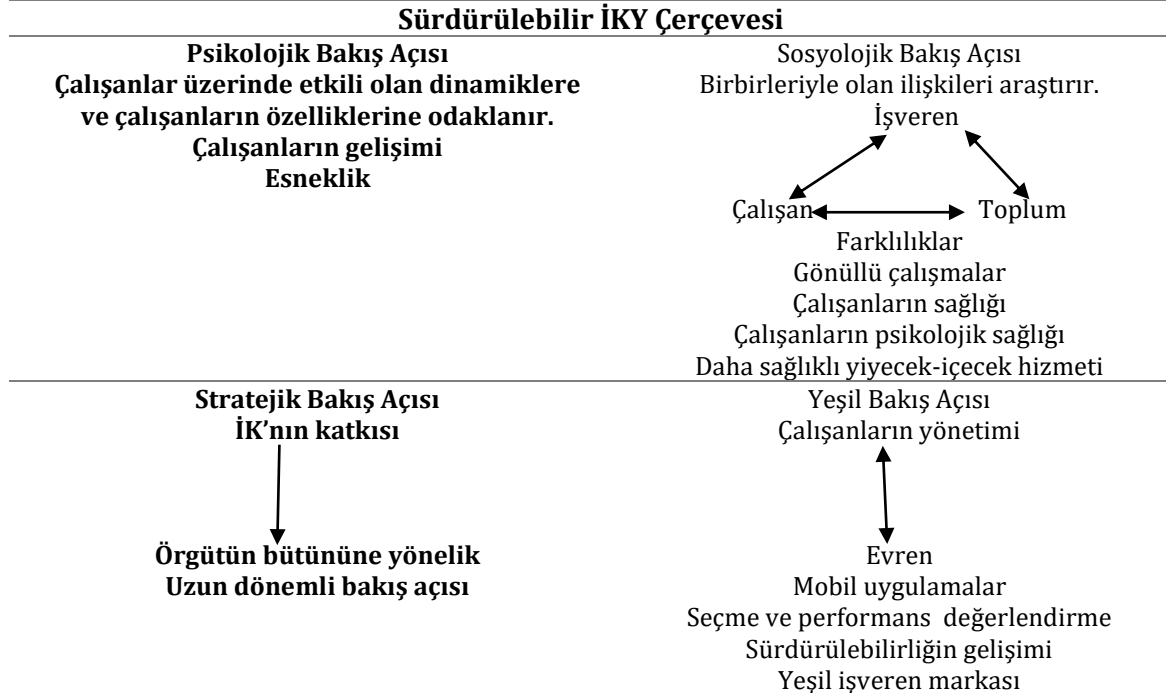 Sürdürülebilir İKY Çerçevesi
Psikolojik Bakış Açısı
Çalışanlar üzerinde etkili olan dinamiklere
ve çalışanların özelliklerine odaklanır.
Çalışanların gelişimi
Esneklik
Sosyolojik Bakış Açısı
Birbirleriyle olan ilişkileri araştırır.
İşveren
Çalışan Toplum
Farklılıklar
Gönüllü çalışmalar
Çalışanların sağlığı
Çalışanların psikolojik sağlığı
Daha sağlıklı yiyecek-içecek hizmeti
Stratejik Bakış Açısı
İK’nın katkısı
Örgütün bütününe yönelik
Uzun dönemli bakış açısı
Yeşil Bakış Açısı
Çalışanların yönetimi
Evren
Mobil uygulamalar
Seçme ve performans değerlendirme
Sürdürülebilirliğin gelişimi
Yeşil işveren markası